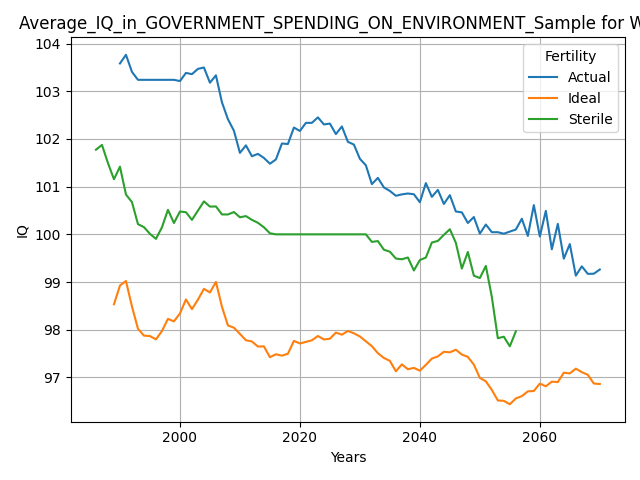 Average_IQ_in_GOVERNMENT_SPENDING_ON_ENVIRONMENT_Sample for W
104
103
102
101
100
99
98
97
IQ
Fertility
Actual
Ideal
Sterile
2000
2020
2040
2060
Years